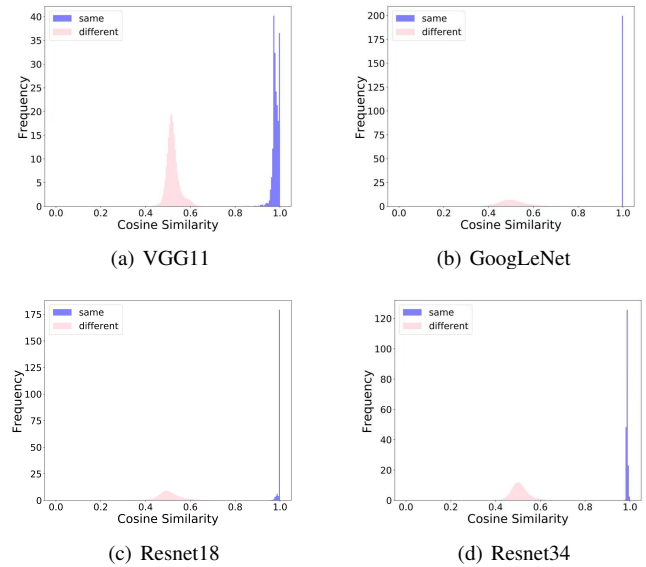 same
different
Frequency
40
35
30
25
20
15
10
5
0
0.0 0.2 0.4 0.6 0.8 1.0
Cosine Similarity
(a) VGG11
same
different
Frequency
200
175
150
125
100
75
50
25
0
0.0 0.2 0.4 0.6 0.8 1.0
Cosine Similarity
(b) GoogLeNet
same
different
Frequency
175
150
125
100
75
50
25
0
0.0 0.2 0.4 0.6 0.8 1.0
Cosine Similarity
(c) Resnet18
same
different
Frequency
120
100
80
60
40
20
0
0.0 0.2 0.4 0.6 0.8 1.0
Cosine Similarity
(d) Resnet34